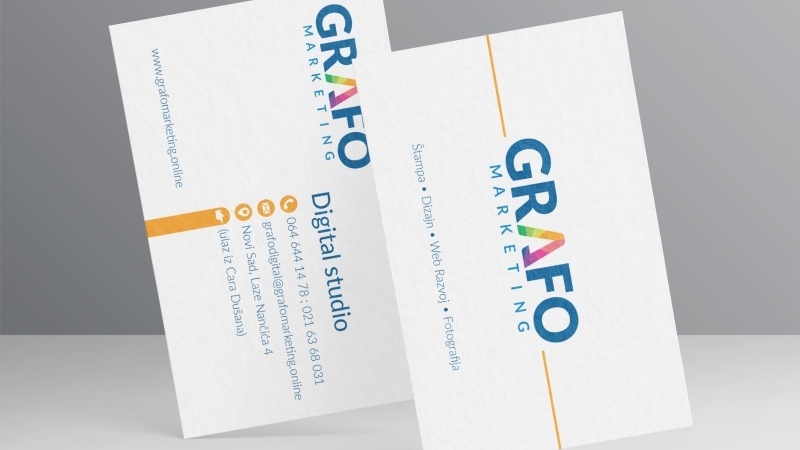 GRAFO
MARKETING
Digital studio
064 644 14 78 ; 021 63 68 031
grafodigital@grafomarketing.online
Novi Sad, Laze Nančića 4
(ulaz iz Cara Dušana)
www.grafomarketing.online
GRAFO
MARKETING
Štampa • Dizajn • Web Razvoj • Fotografija